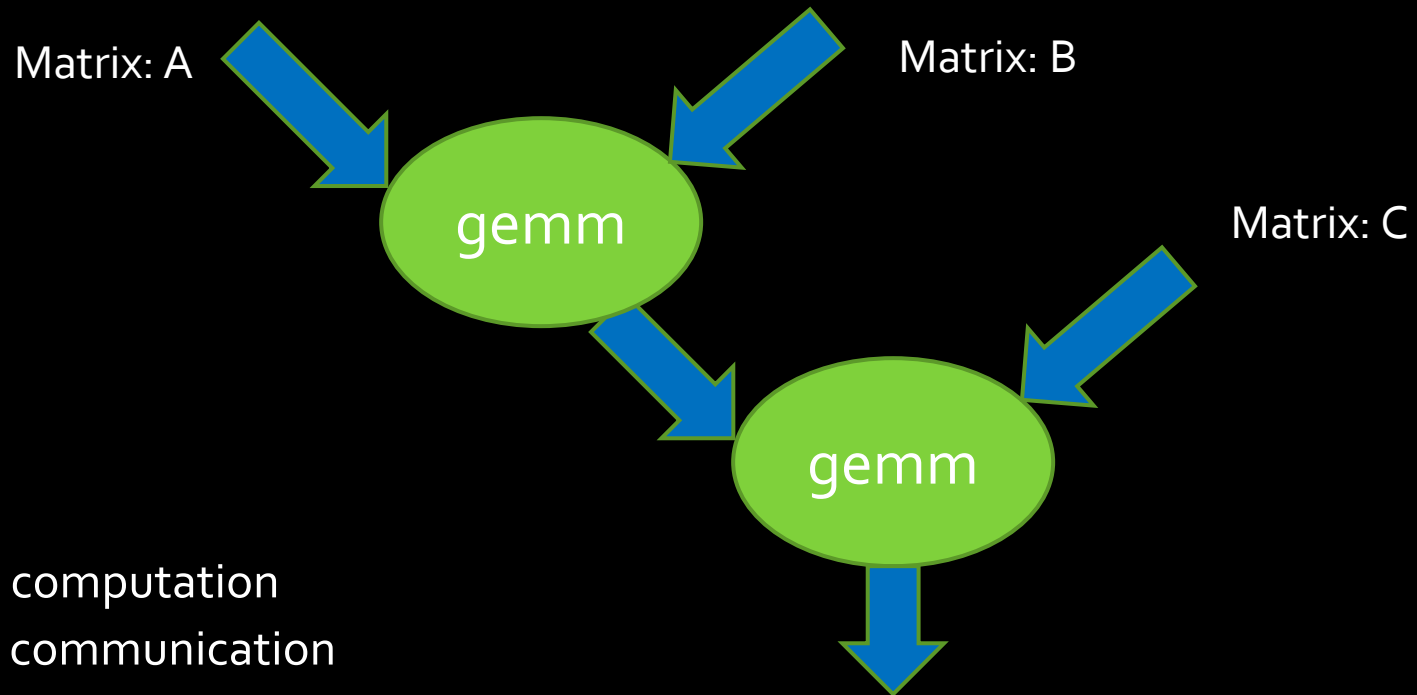 Matrix: A
Matrix: B
gemm
Matrix: C
gemm
computation
communication